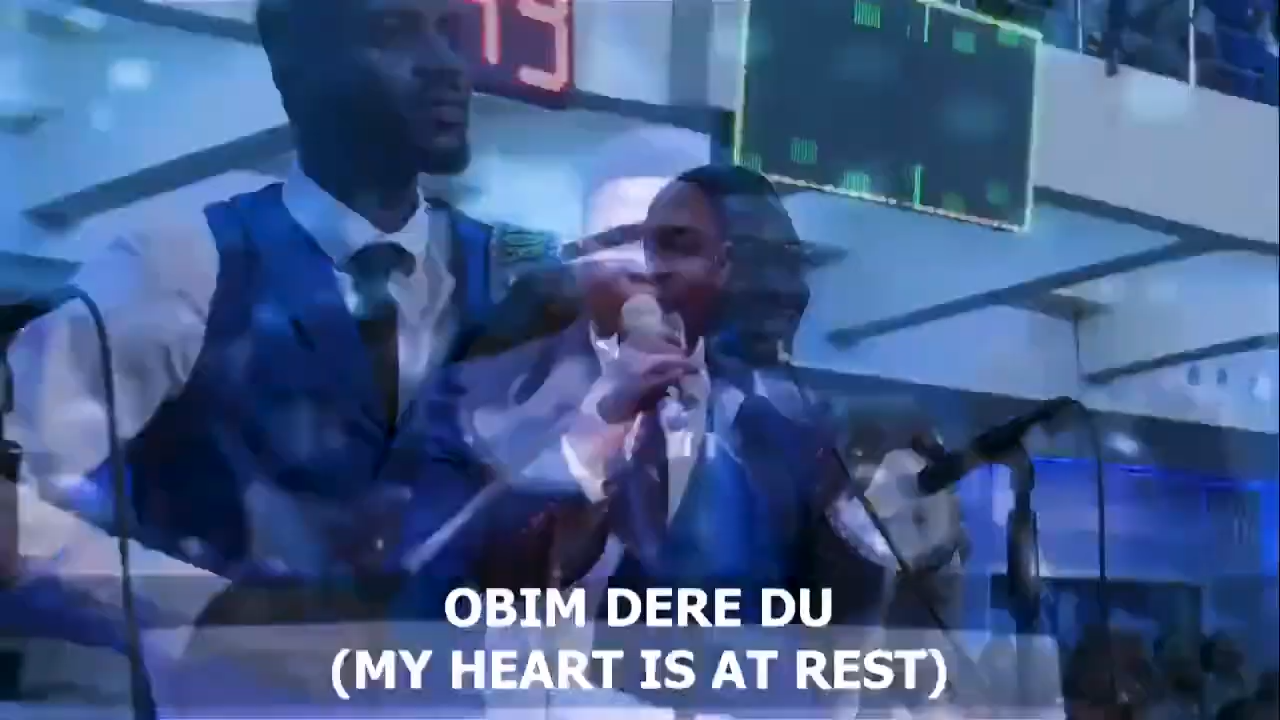 OBIM DERE DU
(MY HEART IS AT REST)